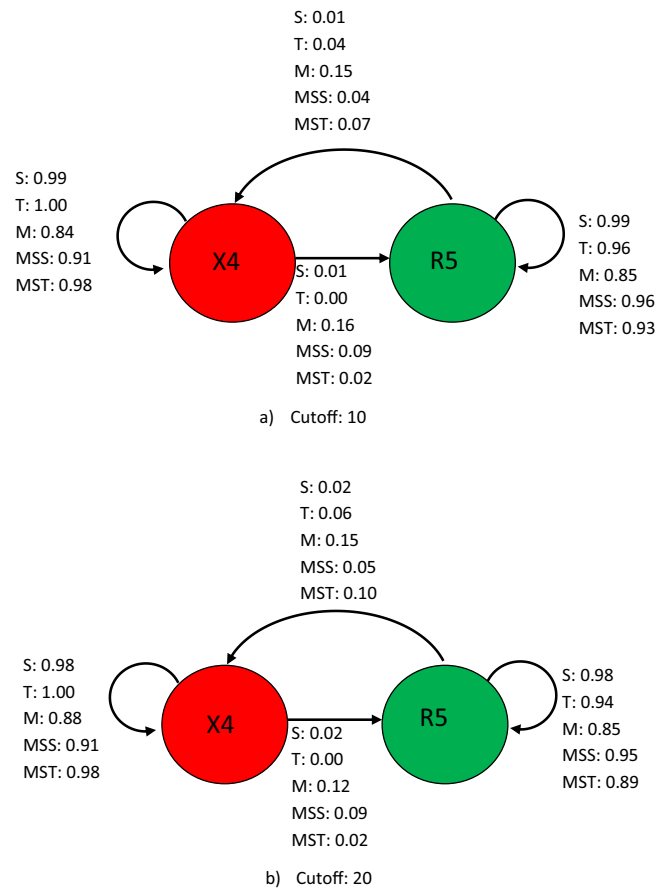 S: 0.01
T: 0.04
M: 0.15
MSS: 0.04
MST: 0.07
S: 0.99
T: 1.00
M: 0.84
MSS: 0.91
MST: 0.98
X4
R5
S: 0.99
T: 0.96
M: 0.85
MSS: 0.96
MST: 0.93
S: 0.01
T: 0.00
M: 0.16
MSS: 0.09
MST: 0.02
a) Cutoff: 10
S: 0.02
T: 0.06
M: 0.15
MSS: 0.05
MST: 0.10
S: 0.98
T: 1.00
M: 0.88
MSS: 0.91
MST: 0.98
X4
R5
S: 0.98
T: 0.94
M: 0.85
MSS: 0.95
MST: 0.89
S: 0.02
T: 0.00
M: 0.12
MSS: 0.09
MST: 0.02
b) Cutoff: 20